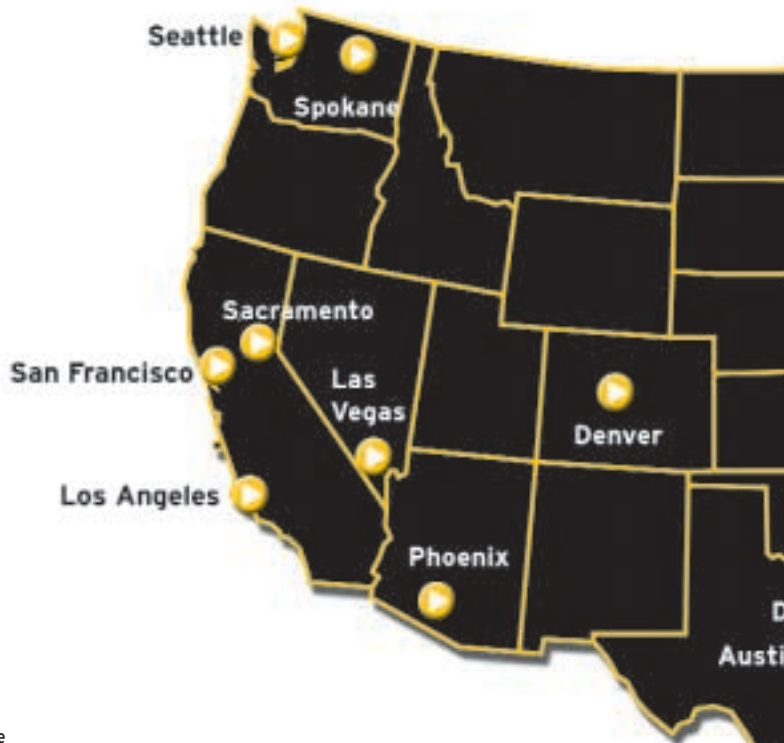 Seattle
Spokane
Sacramento
San Francisco
Las
Vegas
Denver
Los Angeles
Phoenix
D
Austi
e